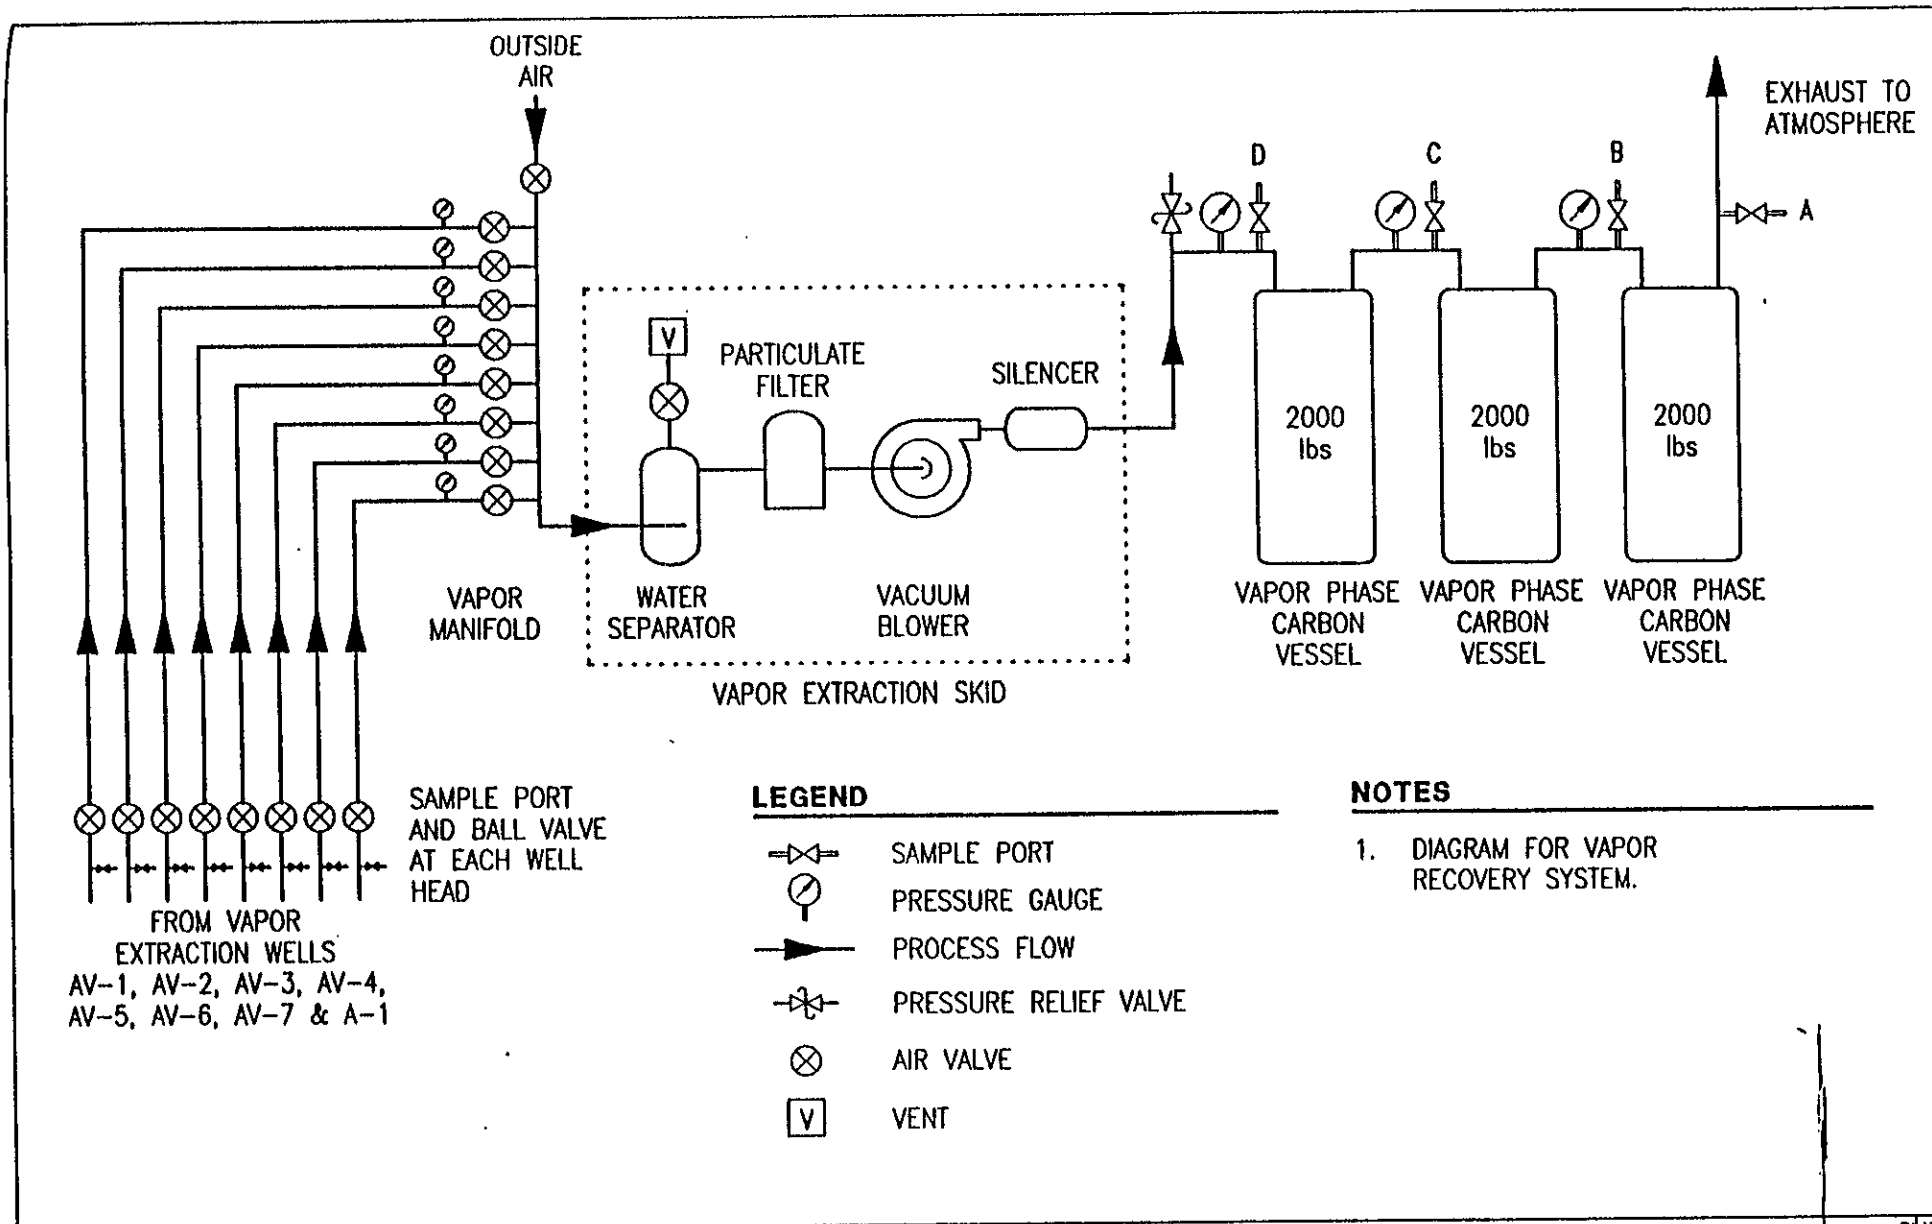 OUTSIDE
AIR
EXHAUST TO
ATMOSPHERE
D
C
B
A
V
PARTICULATE
FILTER
SILENCER
2000
lbs
2000
lbs
2000
lbs
VAPOR
MANIFOLD
WATER
SEPARATOR
VACUUM
BLOWER
VAPOR PHASE
CARBON
VESSEL
VAPOR PHASE
CARBON
VESSEL
VAPOR PHASE
CARBON
VESSEL
VAPOR EXTRACTION SKID
SAMPLE PORT
AND BALL VALVE
AT EACH WELL
HEAD
FROM VAPOR
EXTRACTION WELLS
AV-1, AV-2, AV-3, AV-4,
AV-5, AV-6, AV-7 & A-1
LEGEND
SAMPLE PORT
PRESSURE GAUGE
PROCESS FLOW
PRESSURE RELIEF VALVE
AIR VALVE
V VENT
NOTES
1. DIAGRAM FOR VAPOR
RECOVERY SYSTEM.